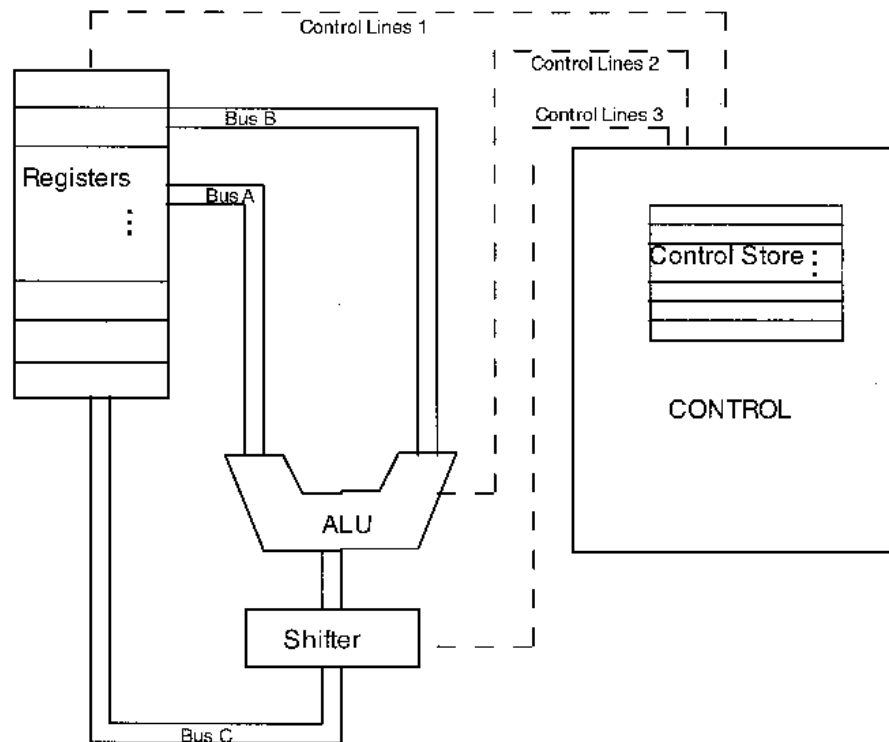 Control Lines 1
Control Lines 2
Control Lines 3
Bus B
Registers
Bus A
Control Store
CONTROL
ALU
Shifter
Bus C